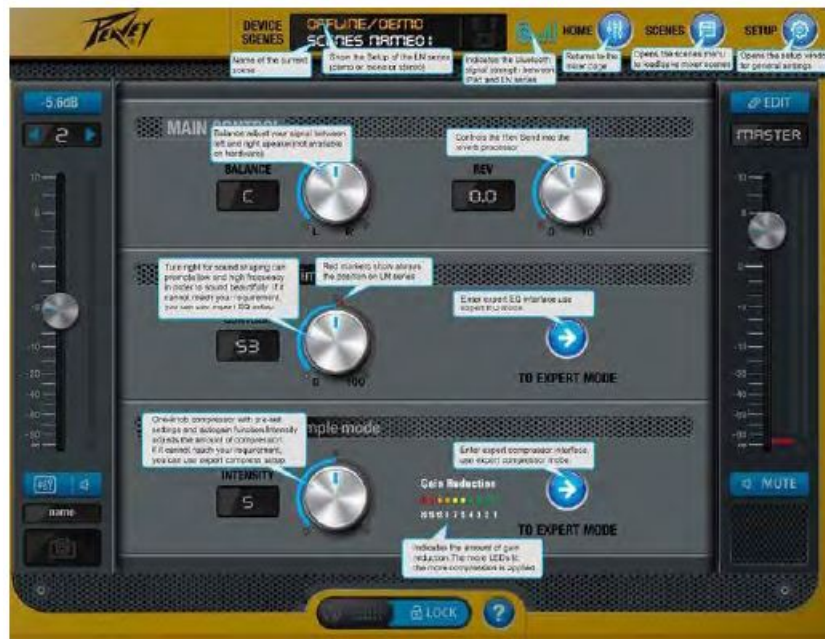 PEAVEY
DEVICE
SCENES
OFFLINE/DEMO
SCENES NAMED:
HOME
SCENES
SETUP
Name of the current
scene
Show the Setup of the LN series
(demo or mono or stereo)
Indicates the bluetooth
signal strength between
iPad and LN series
Returns to the
mixer page
Opens the scenes menu
to load/save mixer scenes
Opens the setup windo
for general settings
-5.6dB
2
EDIT
MASTER
MAIN CONTROL
Balance adjust your signal between
left and right speaker(not available
on hardware)
Controls the Rev Send into the
reverb processor
BALANCE
C
L
R
REV
0.0
0
10
Turn right for sound shaping can
promote low and high frequency
in order to sound beautifully. If it
cannot reach your requirement,
you can use expert EQ setup.
Red markers show always
the position on LN series
53
0
100
Enter expert EQ interface use
expert EQ mode.
TO EXPERT MODE
One-knob compressor with pre-set
settings and autogain function.Intensity
adjusts the amount of compression.
If it cannot reach your requirement,
you can use expert compress setup.
mple mode
INTENSITY
5
Gain Reduction
Enter expert compressor interface,
use expert compressor mode.
TO EXPERT MODE
Indicates the amount of gain
reduction.The more LEDs lit,
the more compression is applied
name
MUTE
LOCK
?